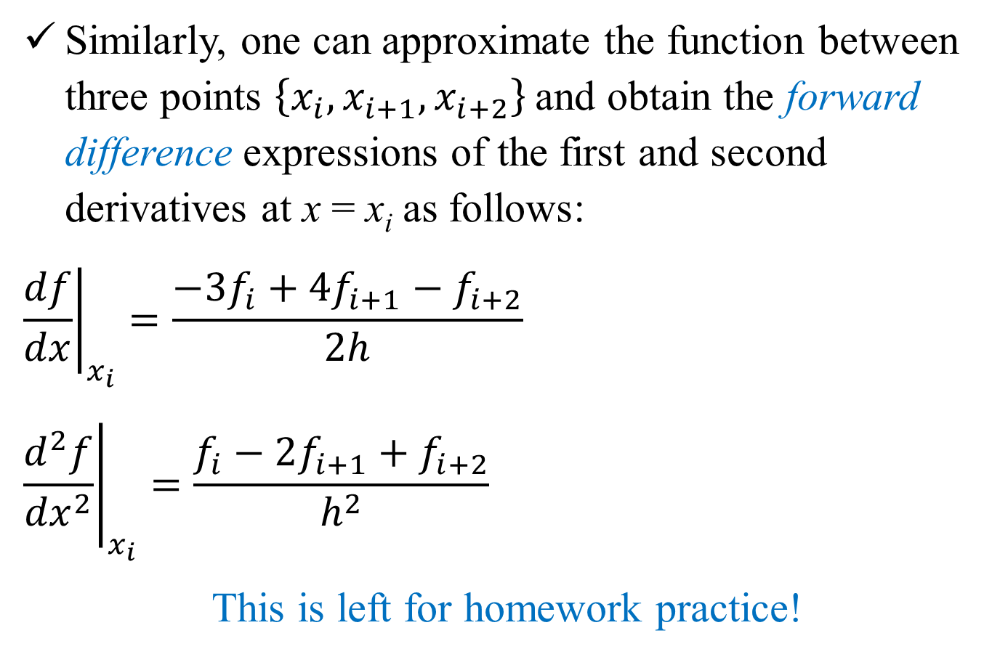 ✓ Similarly, one can approximate the function between
three points {x_i, x_{i+1}, x_{i+2}} and obtain the forward
difference expressions of the first and second
derivatives at x = x_i as follows:
\left. \frac{df}{dx} \right|_{x_i} = \frac{-3f_i + 4f_{i+1} - f_{i+2}}{2h}
\left. \frac{d^2f}{dx^2} \right|_{x_i} = \frac{f_i - 2f_{i+1} + f_{i+2}}{h^2}
This is left for homework practice!